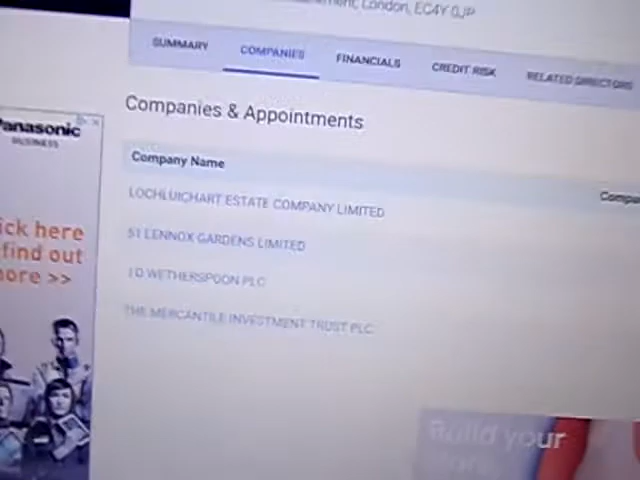 London, EC4Y 0JP
SUMMARY COMPANIES FINANCIALS CREDIT RISK RELATED DIRECTORS
Companies & Appointments
Company Name
Compa
LOCHLUICHART ESTATE COMPANY LIMITED
51 LENNOX GARDENS LIMITED
J D WETHERSPOON PLC
THE MERCANTILE INVESTMENT TRUST PLC
Panasonic
BUSINESS
ick here
find out
more >>
Build your